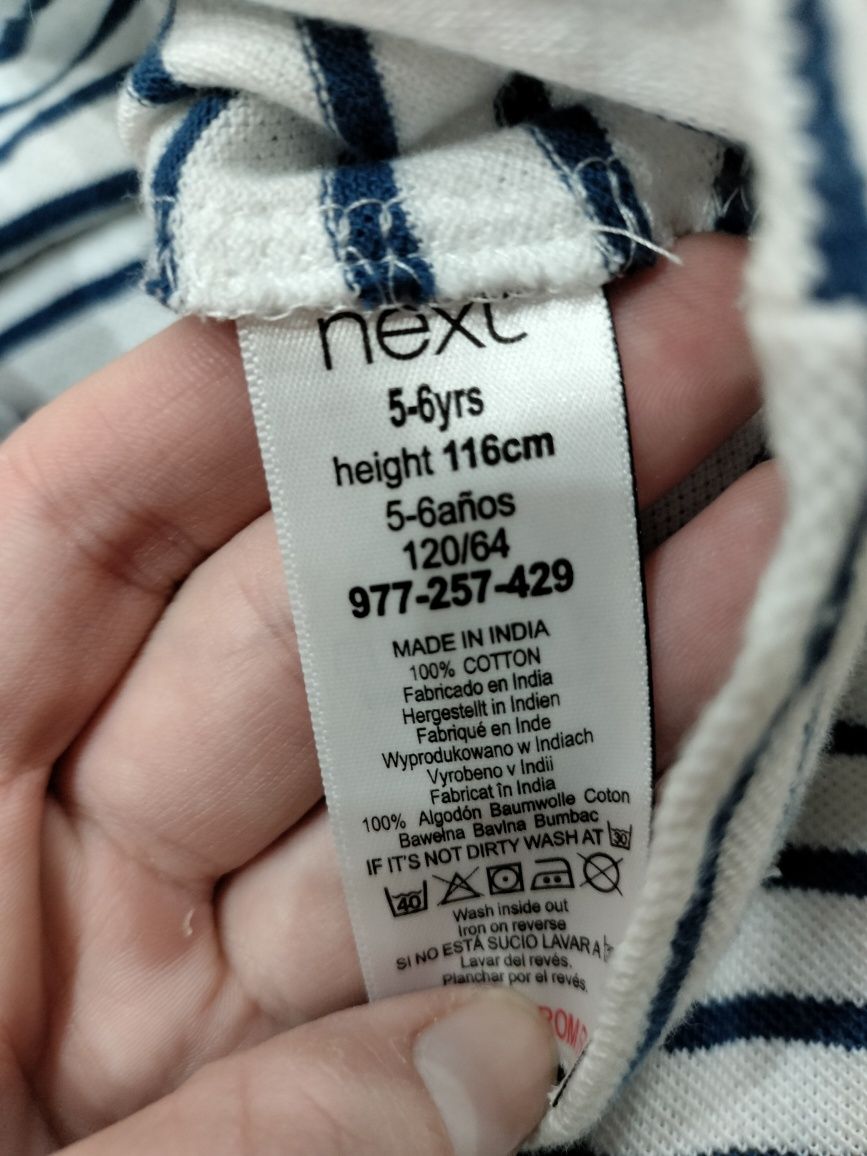 next
5-6yrs
height 116cm
5-6años
120/64
977-257-429
MADE IN INDIA
100% COTTON
Fabricado en India
Hergestellt in Indien
Fabriqué en Inde
Wyprodukowano w Indiach
Vyrobeno v Indii
Fabricat în India
100% Algodón Baumwolle Coton
Bawełna Bavlna Bumbac
IF IT'S NOT DIRTY WASH AT 30
40
Wash inside out
Iron on reverse
SI NO ESTÁ SUCIO LAVAR A
Lavar del revés.
Planchar por el revés.